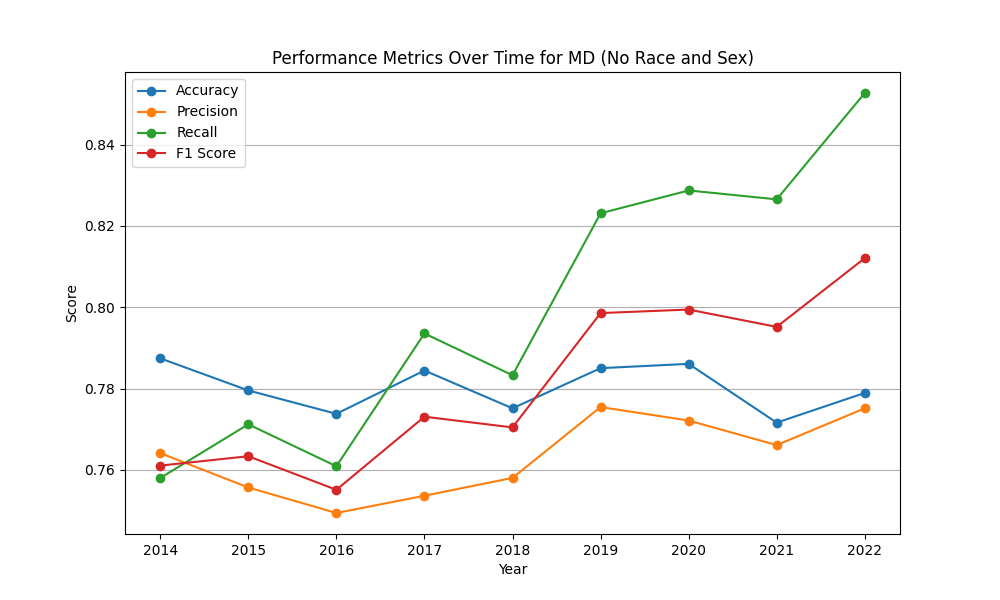 Performance Metrics Over Time for MD (No Race and Sex)
Accuracy
Precision
Recall
F1 Score
Score
0.84
0.82
0.80
0.78
0.76
2014 2015 2016 2017 2018 2019 2020 2021 2022
Year